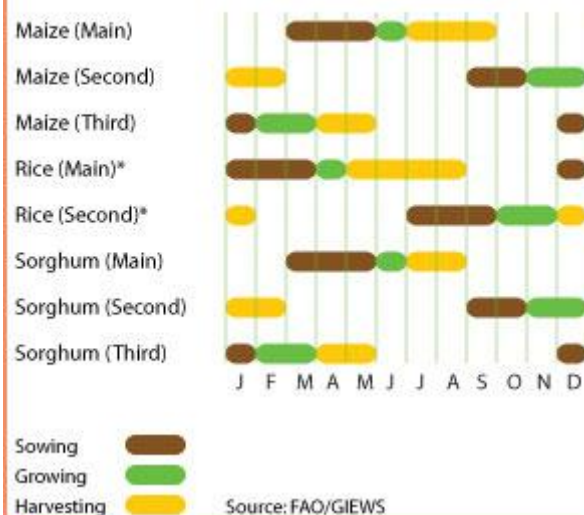 Maize (Main)
Maize (Second)
Maize (Third)
Rice (Main)*
Rice (Second)*
Sorghum (Main)
Sorghum (Second)
Sorghum (Third)
J F M A M J J A S O N D
Sowing
Growing
Harvesting Source: FAO/GIEWS